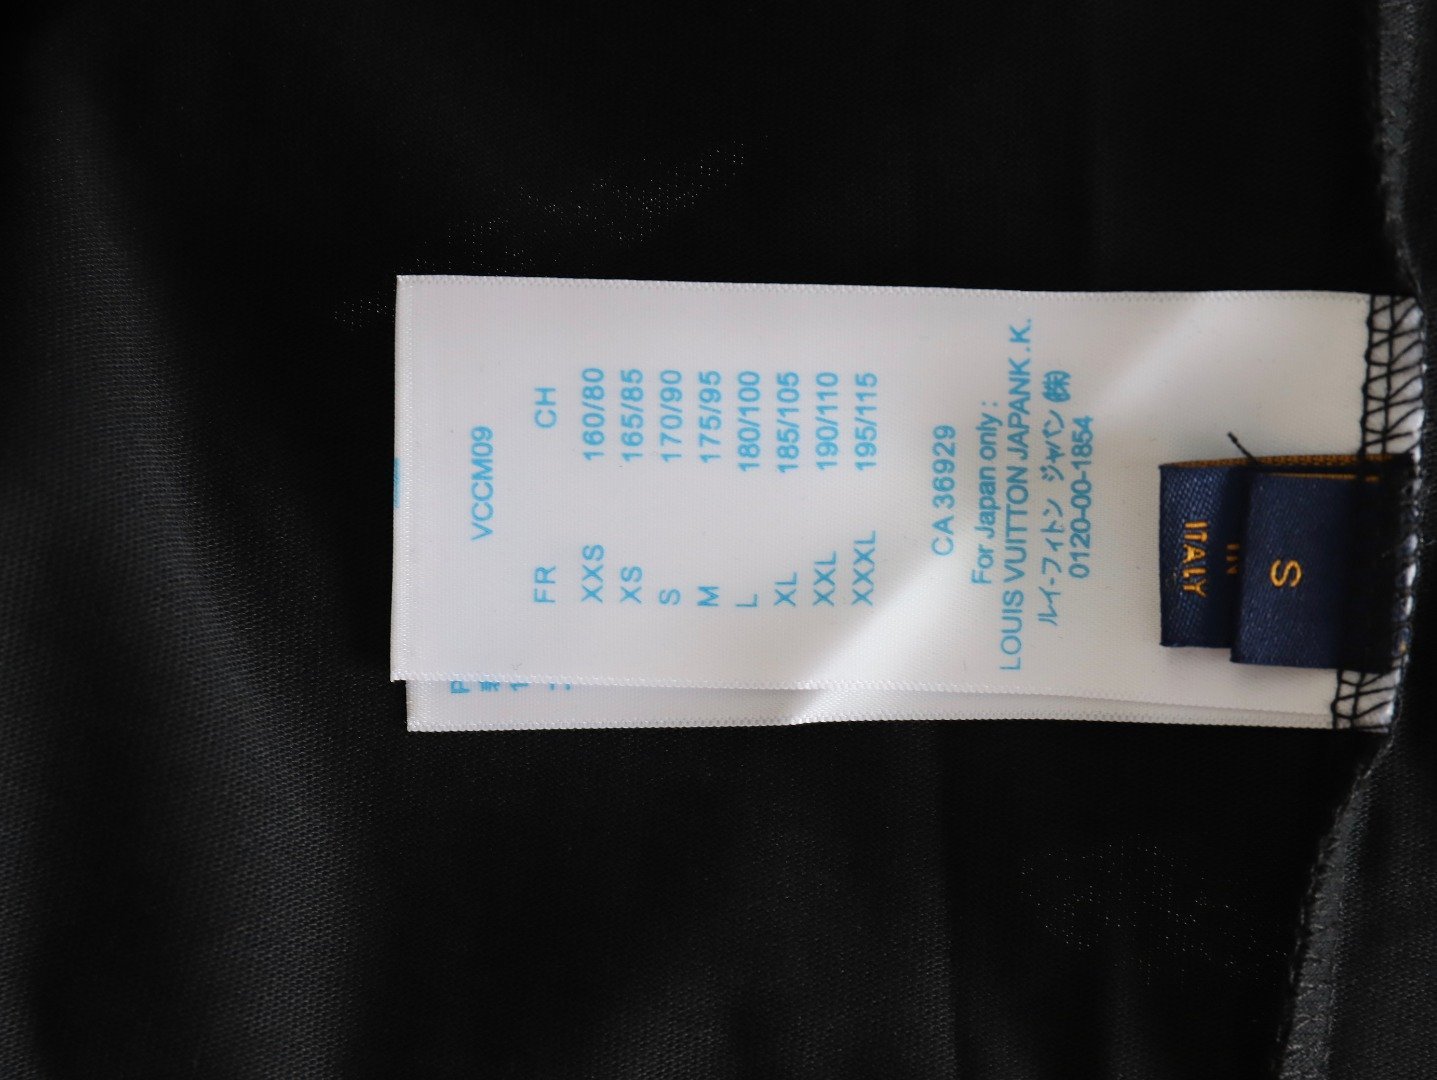 VCCM09
FR CH
XXS 160/80
XS 165/85
S 170/90
M 175/95
L 180/100
XL 185/105
XXL 190/110
XXXL 195/115
CA 36929
For Japan only :
LOUIS VUITTON JAPANK.K.
ルイ-フィトン ジャパン ㈱
0120-00-1854
IN
ITALY
S